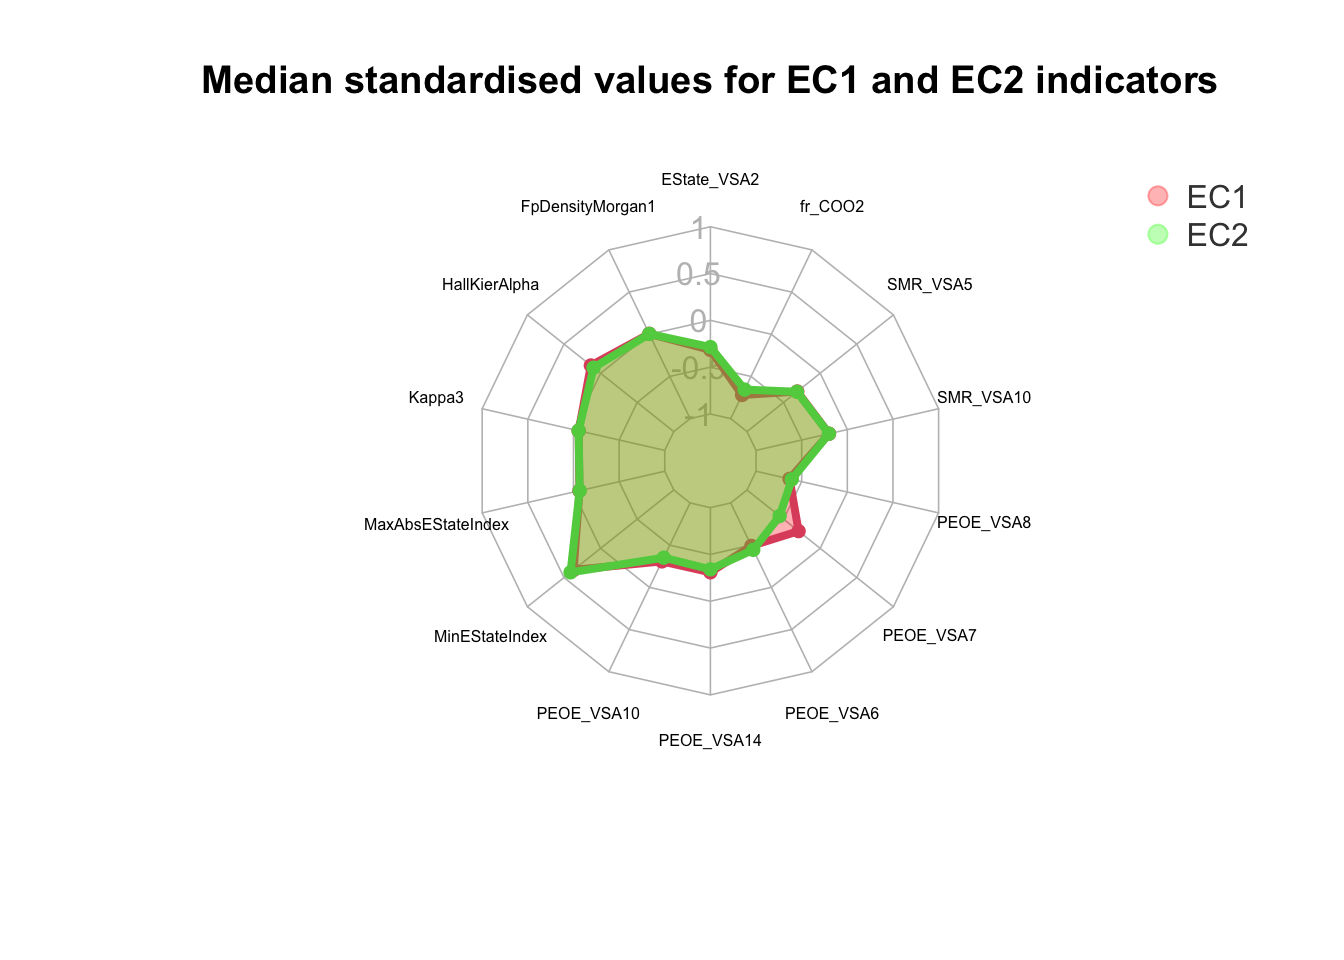 Median standardised values for EC1 and EC2 indicators
EState_VSA2
FpDensityMorgan1
fr_COO2
EC1
EC2
1
0.5
0
-0.5
-1
HallKierAlpha
SMR_VSA5
Kappa3
SMR_VSA10
MaxAbsEStateIndex
PEOE_VSA8
MinEStateIndex
PEOE_VSA7
PEOE_VSA10
PEOE_VSA6
PEOE_VSA14